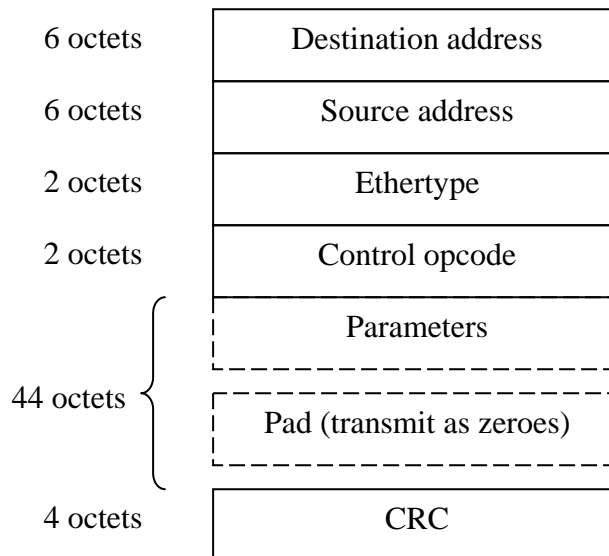 6 octets Destination address
6 octets Source address
2 octets Ethertype
2 octets Control opcode
Parameters
44 octets
Pad (transmit as zeroes)
4 octets CRC